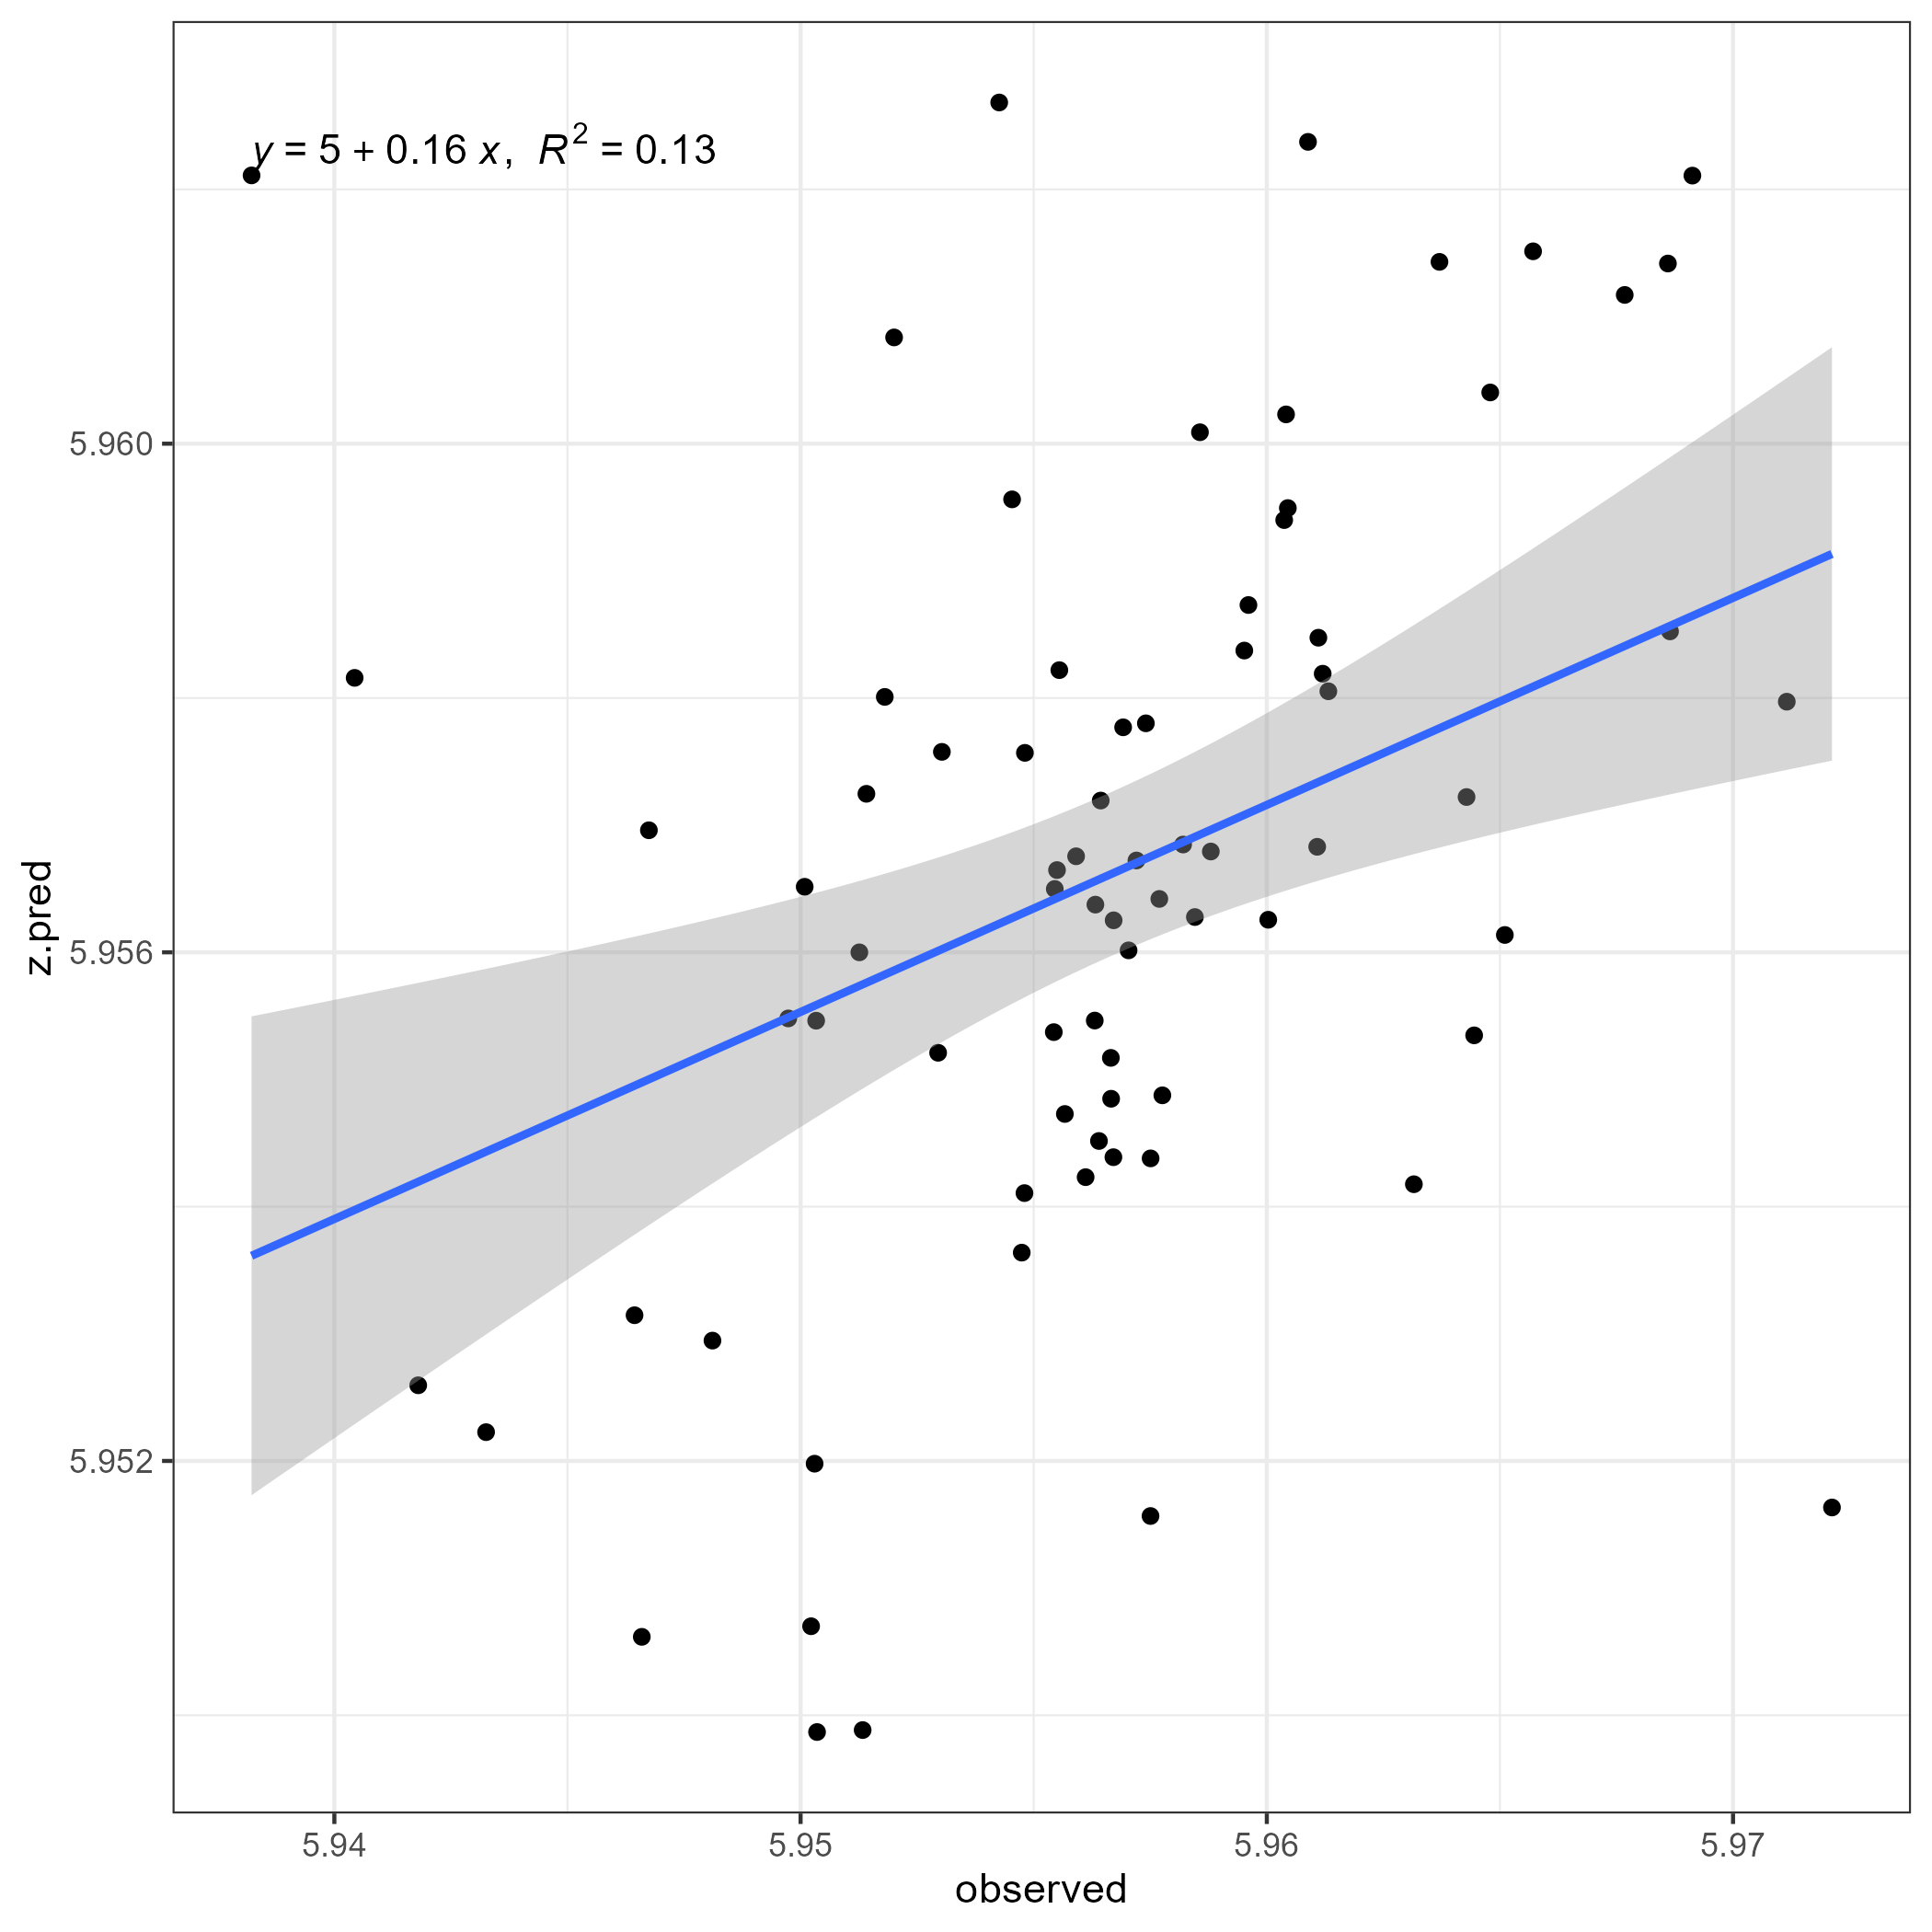 y = 5 + 0.16 x, R² = 0.13
z.pred
5.960
5.956
5.952
5.94 5.95 5.96 5.97
observed